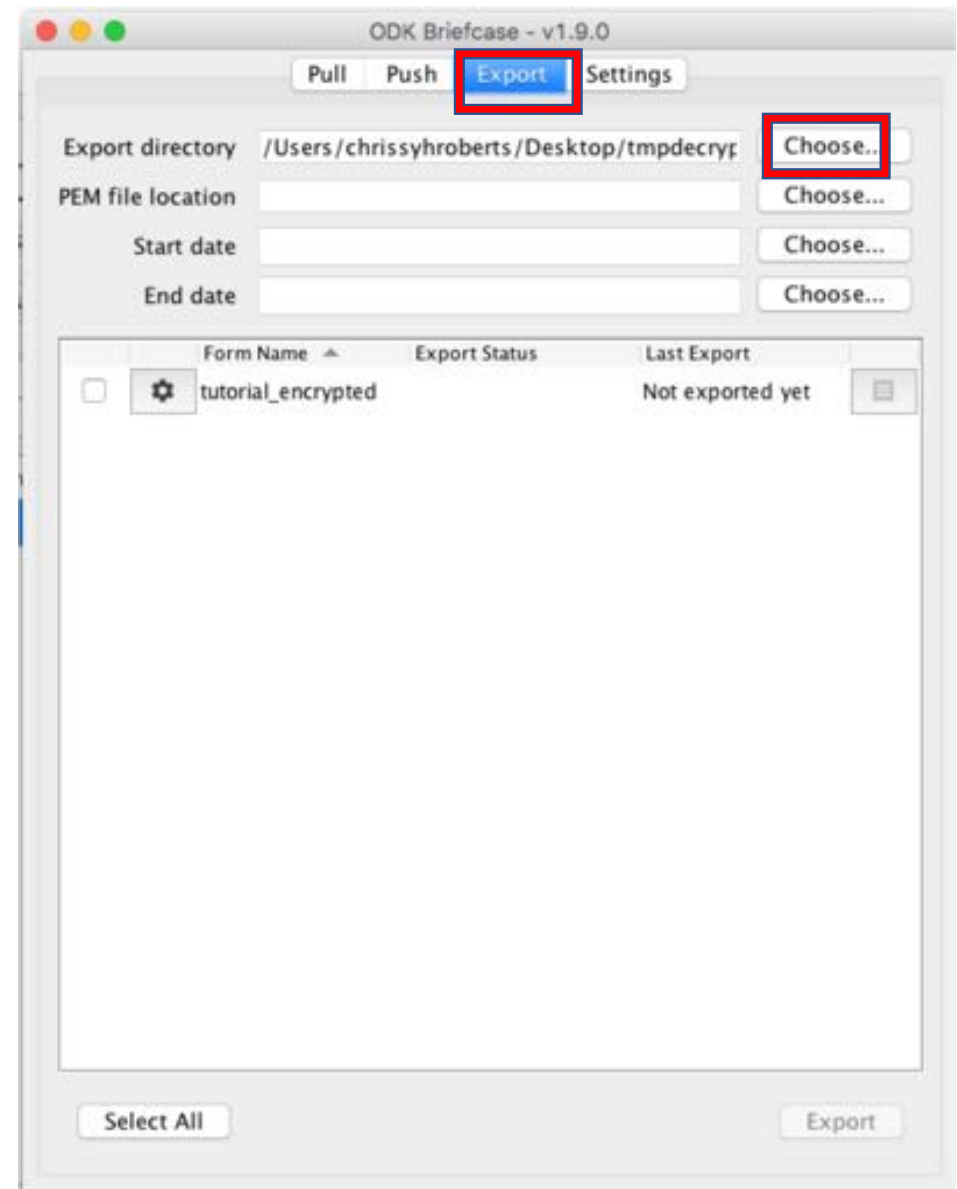 ODK Briefcase - v1.9.0
Pull Push Export Settings
Export directory /Users/chrissyhroberts/Desktop/tmpdecryp Choose...
PEM file location Choose...
Start date Choose...
End date Choose...
Form Name Export Status Last Export
tutorial_encrypted Not exported yet
Select All Export